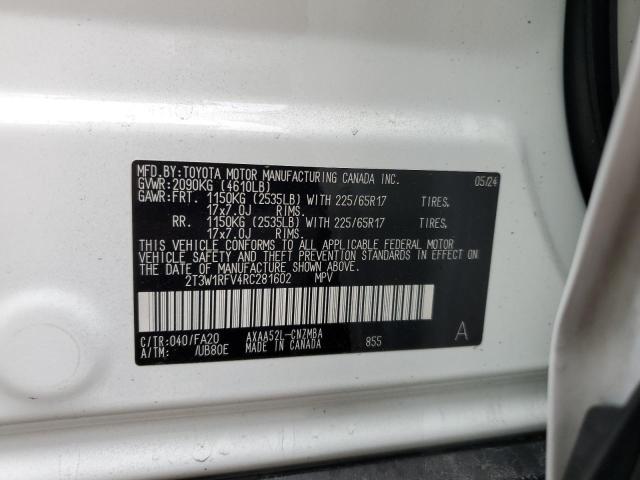 MFD.BY:TOYOTA MOTOR MANUFACTURING CANADA INC. 05/24
GVWR:2090KG (4610LB)
GAWR:FRT. 1150KG (2535LB) WITH 225/65R17 TIRES.
17x7.0J RIMS.
RR. 1150KG (2535LB) WITH 225/65R17 TIRES.
17x7.0J RIMS.
THIS VEHICLE CONFORMS TO ALL APPLICABLE FEDERAL MOTOR
VEHICLE SAFETY AND THEFT PREVENTION STANDARDS IN EFFECT
ON THE DATE OF MANUFACTURE SHOWN ABOVE.
2T3W1RFV4RC281602 MPV
C/TR:040/FA20 AXAA52L-CNZMBA A
A/TM: /UB80E MADE IN CANADA 855